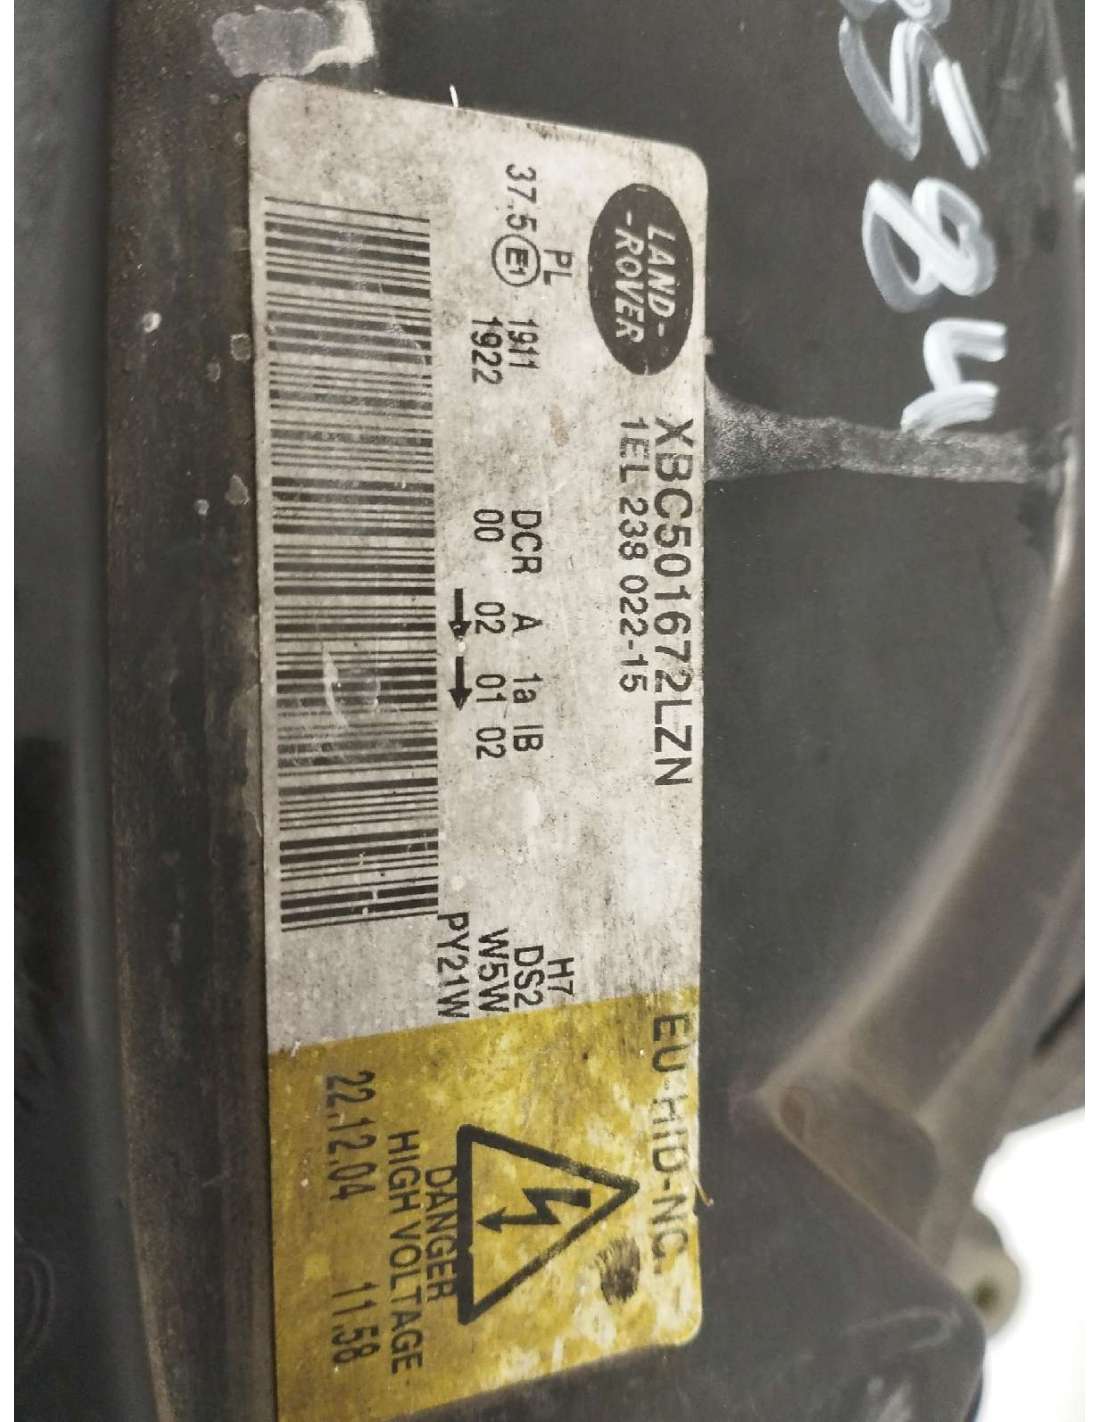 LAND-
-ROVER
XBC501672LZN
EU-HID-NC.
1EL 238 022-15
PL
37.5 E1 1911
1922
DCR A 1a IB
00 02 01 02
H7
DS2
W5W
PY21W
DANGER
HIGH VOLTAGE
22.12.04 11.58
584